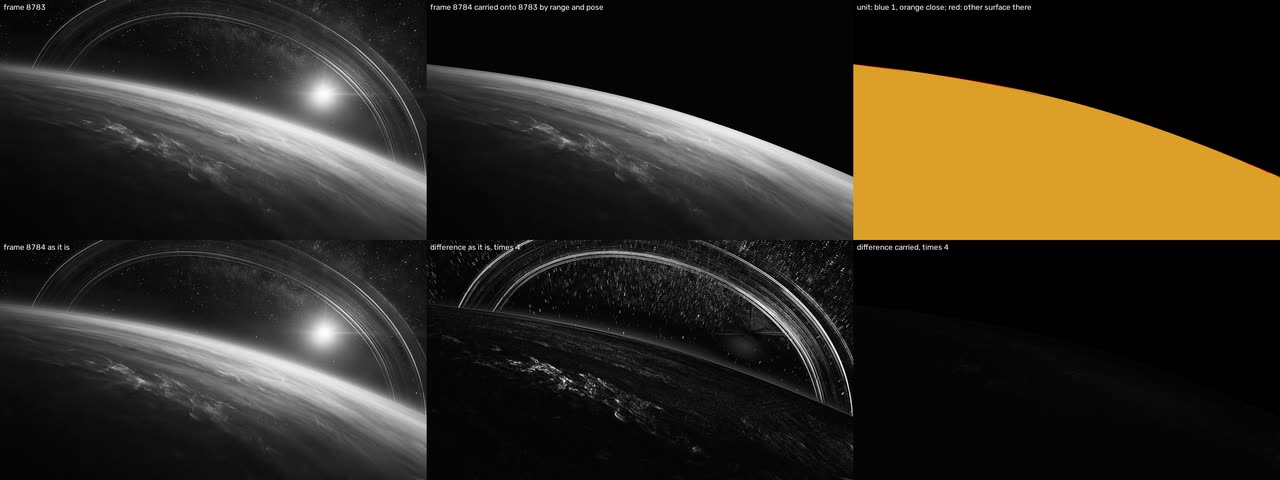 frame 8783
frame 8784 carried onto 8783 by range and pose
unit: blue 1, orange close; red: other surface there
frame 8784 as it is
difference as it is, times 4
difference carried, times 4